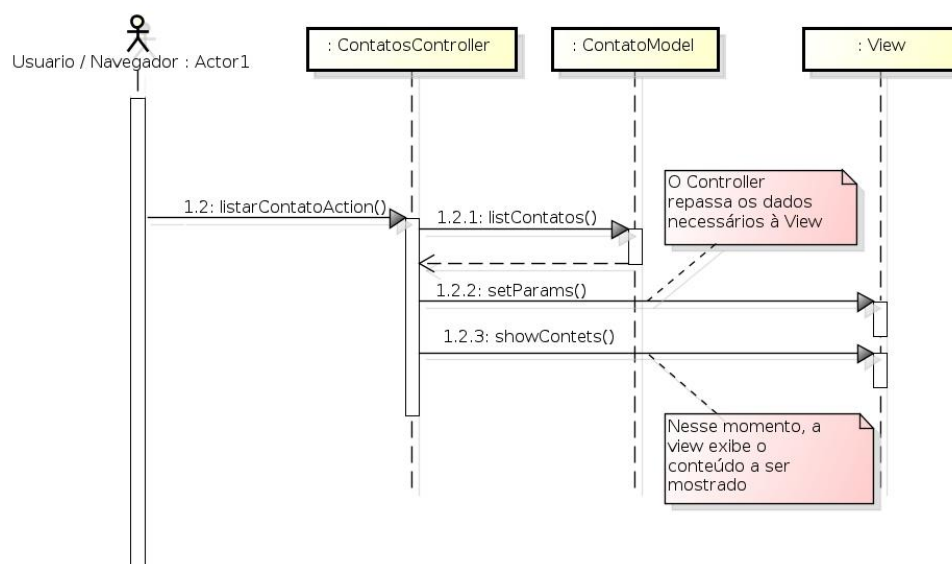 : ContatosController
: ContatoModel
: View
Usuario / Navegador : Actor1
O Controller
repassa os dados
necessários à View
1.2: listarContatoAction()
1.2.1: listContatos()
1.2.2: setParams()
1.2.3: showContets()
Nesse momento, a
view exibe o
conteúdo a ser
mostrado